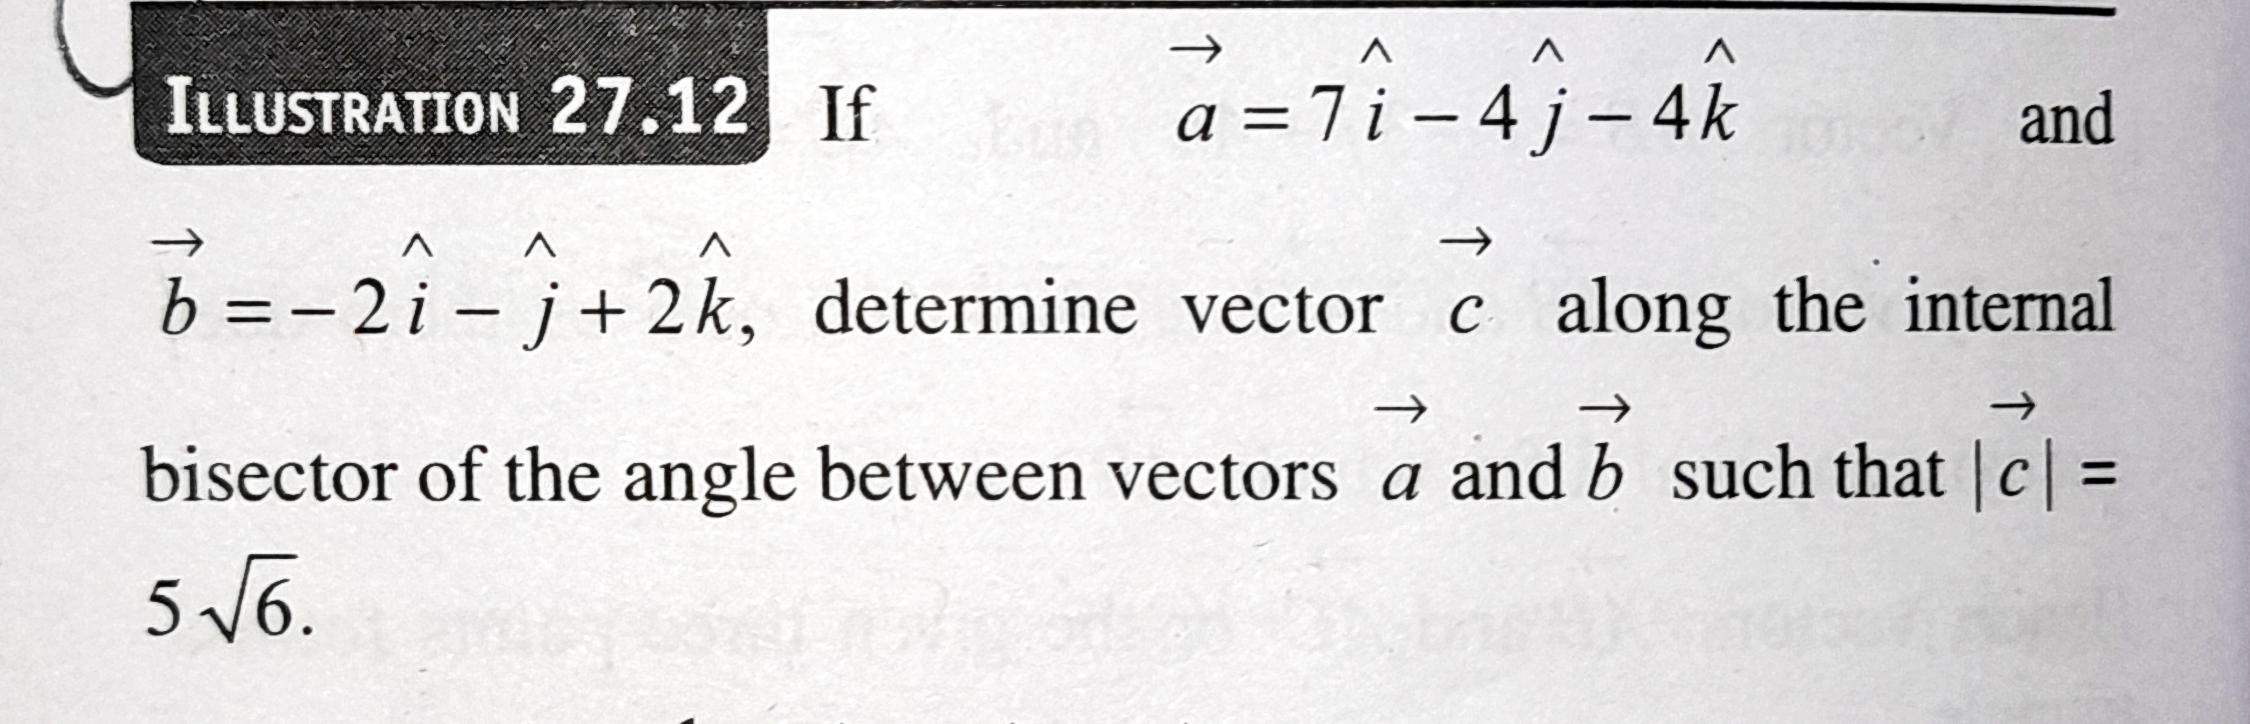 ILLUSTRATION 27.12 If $\vec{a} = 7\hat{i} - 4\hat{j} - 4\hat{k}$ and
$\vec{b} = -2\hat{i} - \hat{j} + 2\hat{k}$, determine vector $\vec{c}$ along the internal
bisector of the angle between vectors $\vec{a}$ and $\vec{b}$ such that $|\vec{c}| =$
$5\sqrt{6}$.